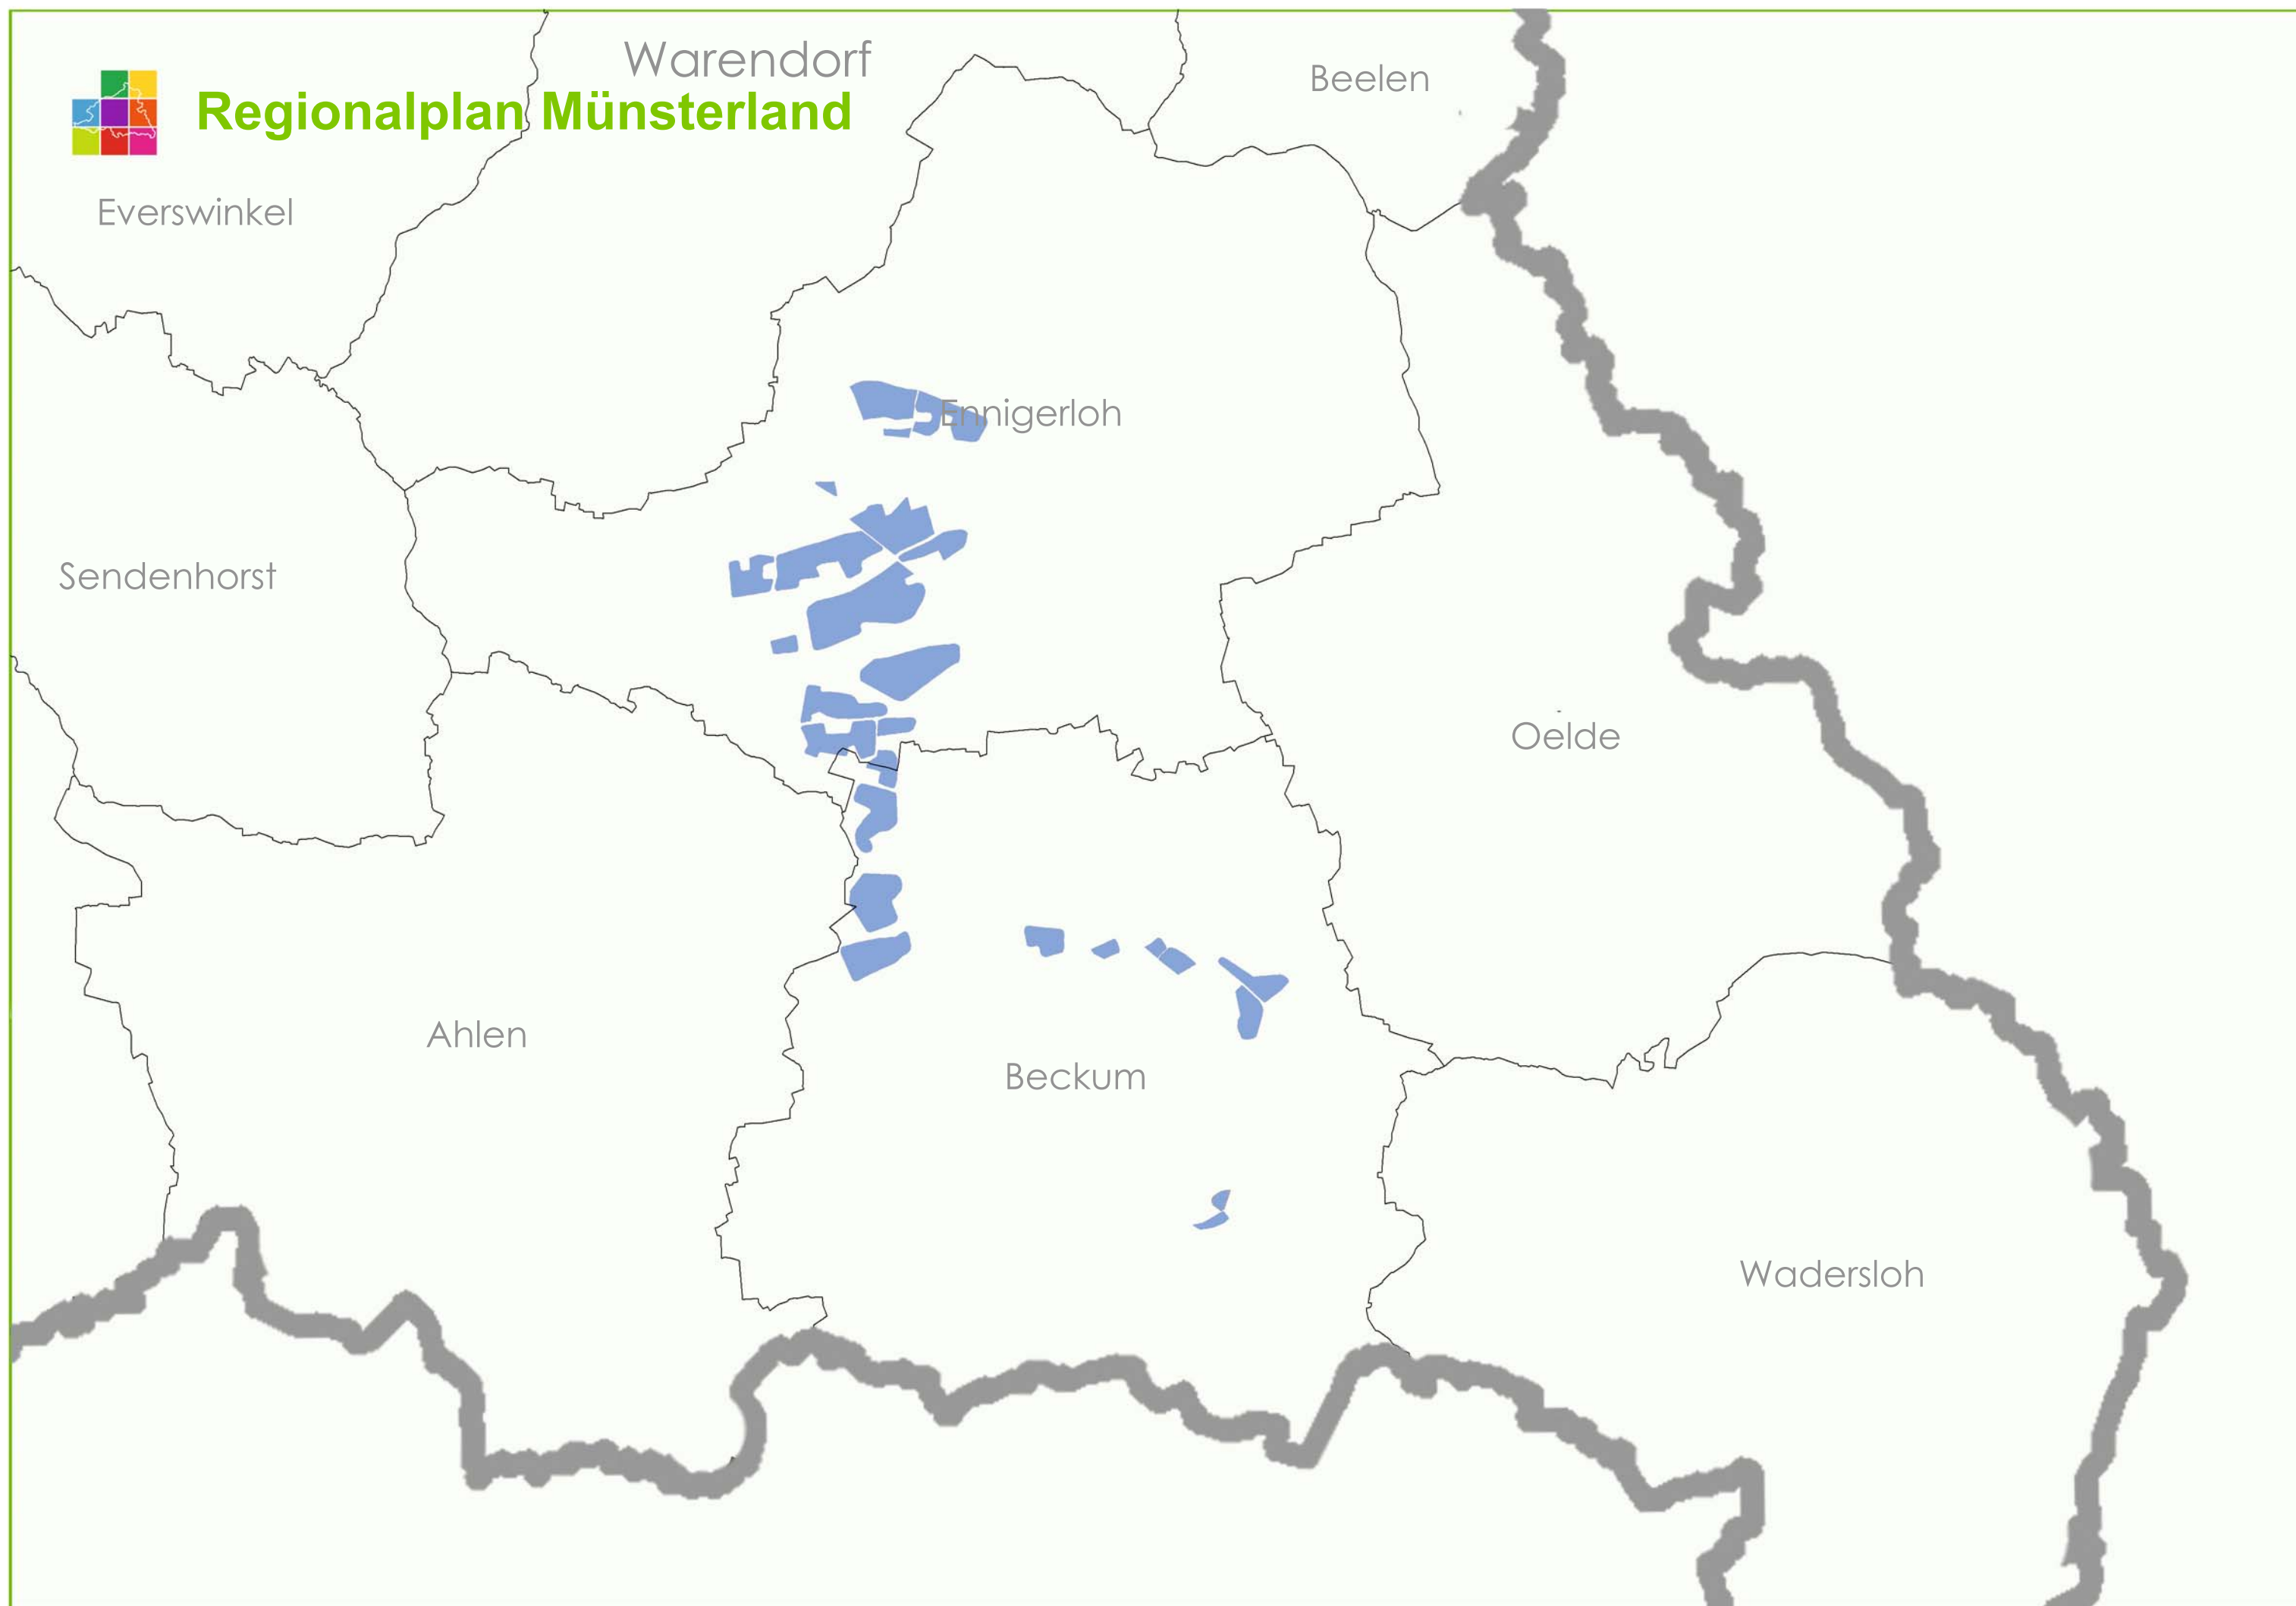 Warendorf
Beelen
Regionalplan Münsterland
Everswinkel
Ennigerloh
Sendenhorst
Oelde
Ahlen
Beckum
Wadersloh